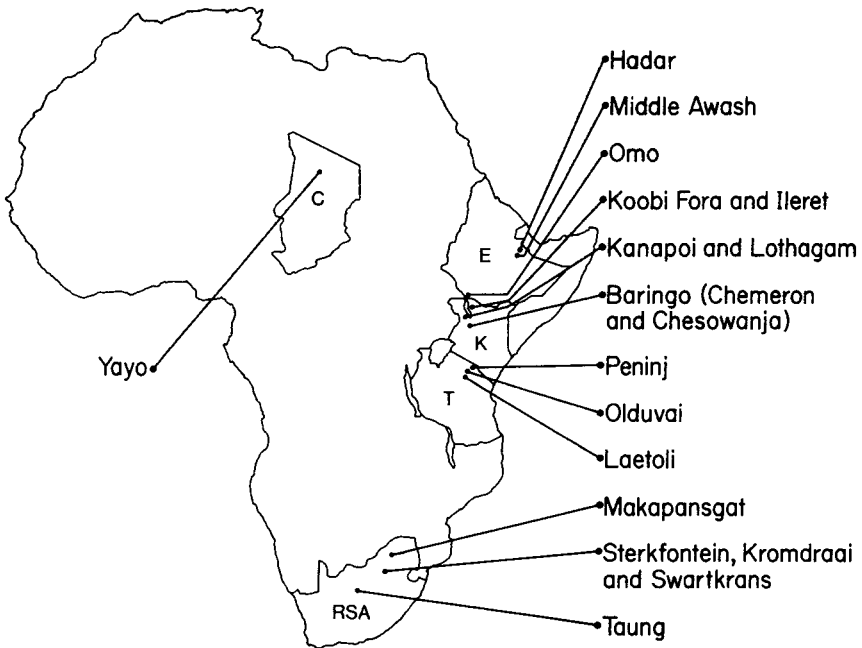 Hadar
Middle Awash
Omo
C
Koobi Fora and Ileret
E
Kanapoi and Lothagam
Baringo (Chemeron
and Chesowanja)
K
Yayo
Peninj
T
Olduvai
Laetoli
Makapansgat
Sterkfontein, Kromdraai
and Swartkrans
RSA
Taung